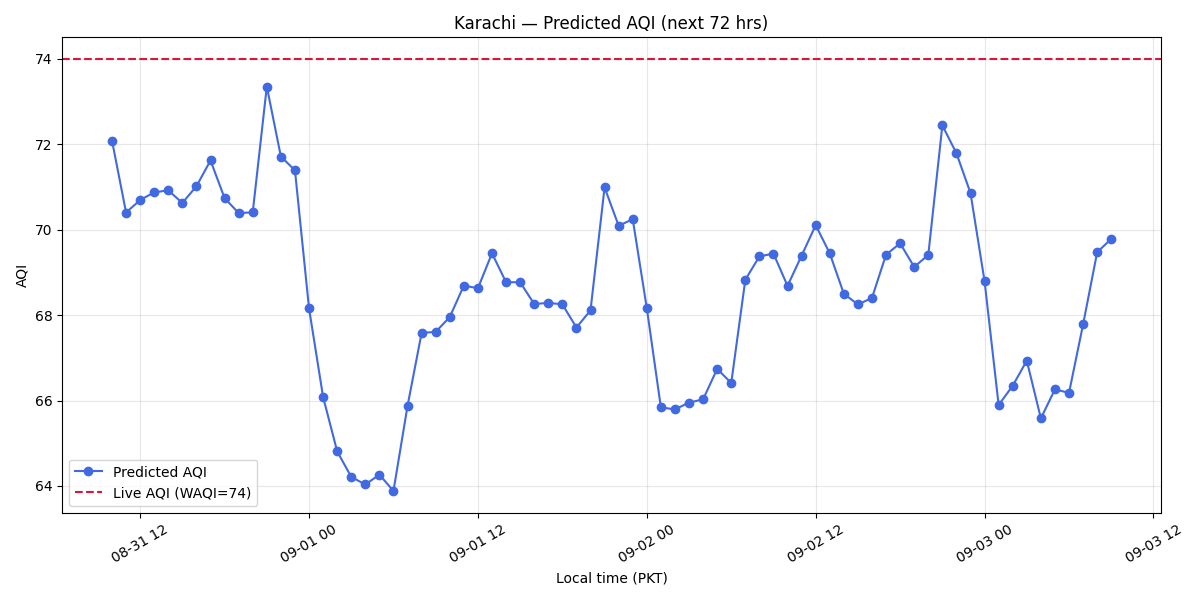 Karachi — Predicted AQI (next 72 hrs)
AQI
74
72
70
68
66
64
Predicted AQI
Live AQI (WAQI=74)
08-31 12
09-01 00
09-01 12
09-02 00
09-02 12
09-03 00
09-03 12
Local time (PKT)